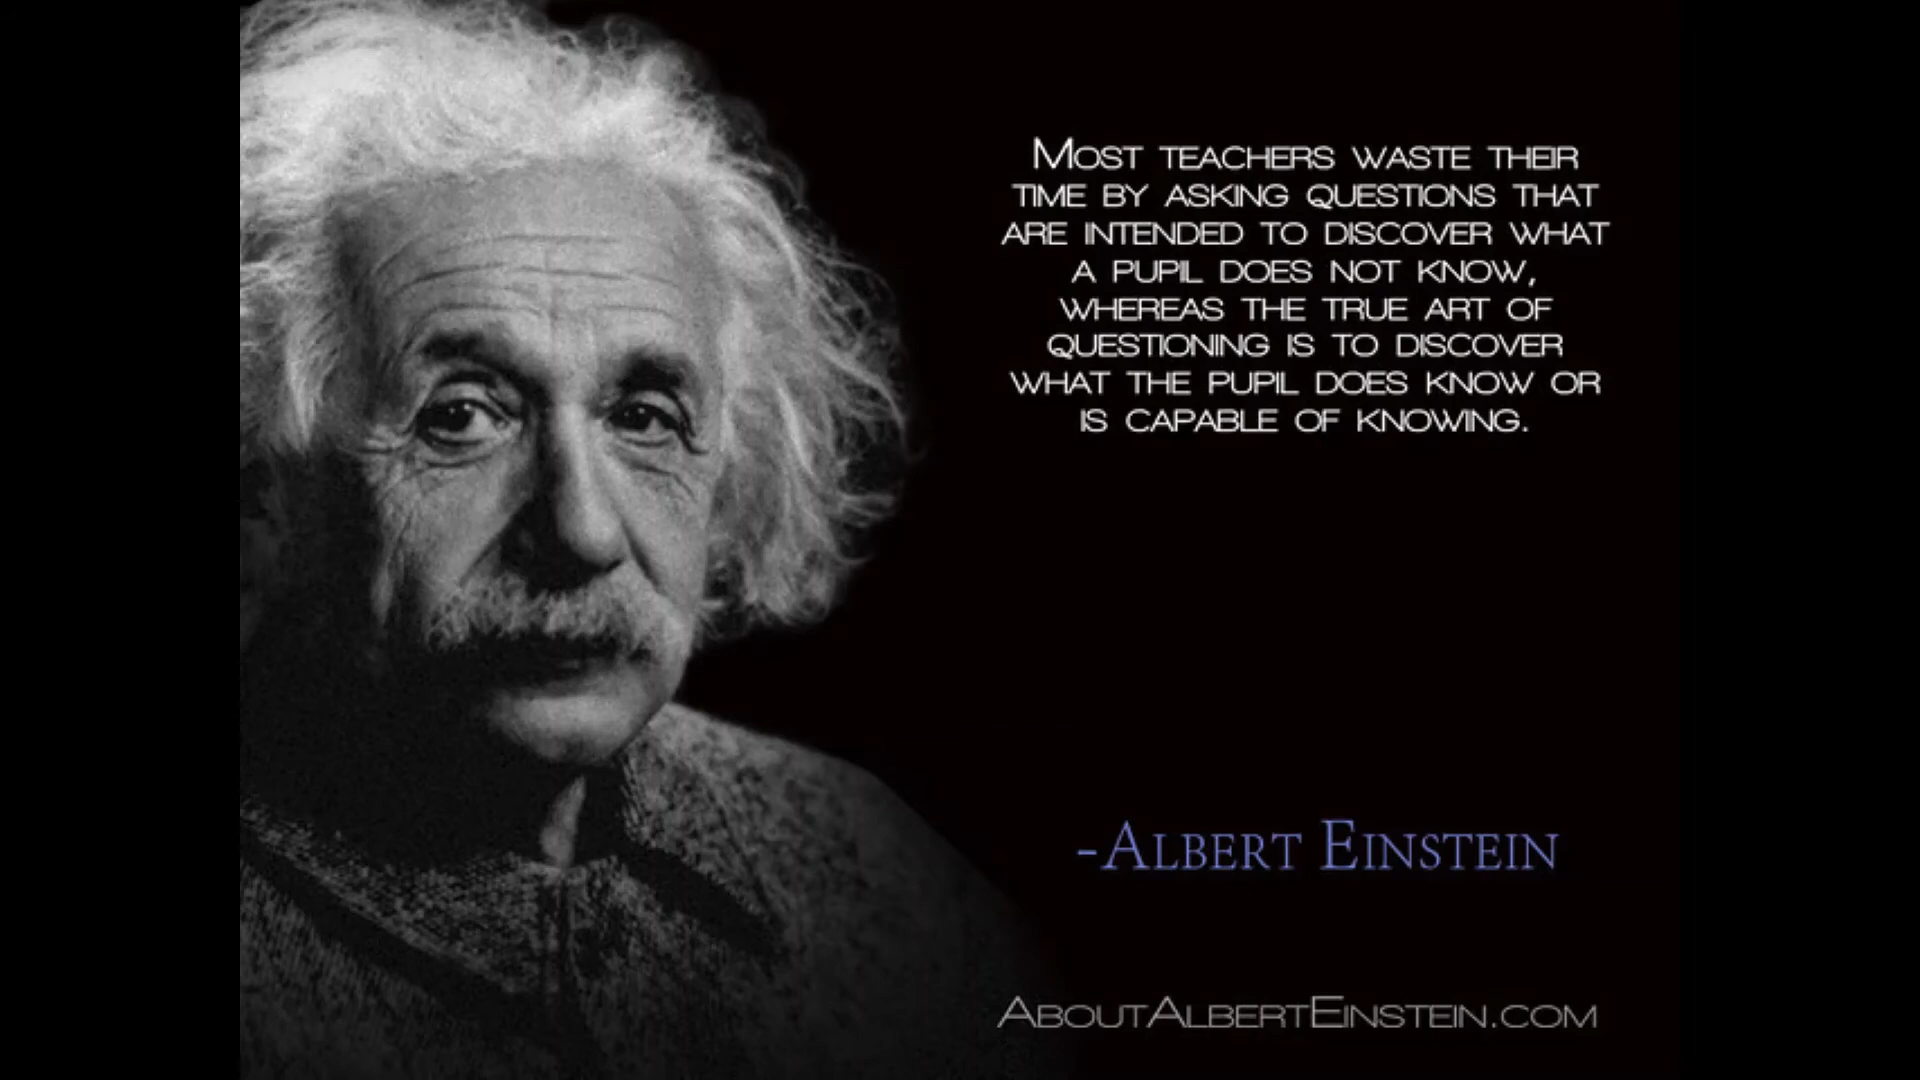 MOST TEACHERS WASTE THEIR
TIME BY ASKING QUESTIONS THAT
ARE INTENDED TO DISCOVER WHAT
A PUPIL DOES NOT KNOW,
WHEREAS THE TRUE ART OF
QUESTIONING IS TO DISCOVER
WHAT THE PUPIL DOES KNOW OR
IS CAPABLE OF KNOWING.
-ALBERT EINSTEIN
ABOUTALBERTEINSTEIN.COM